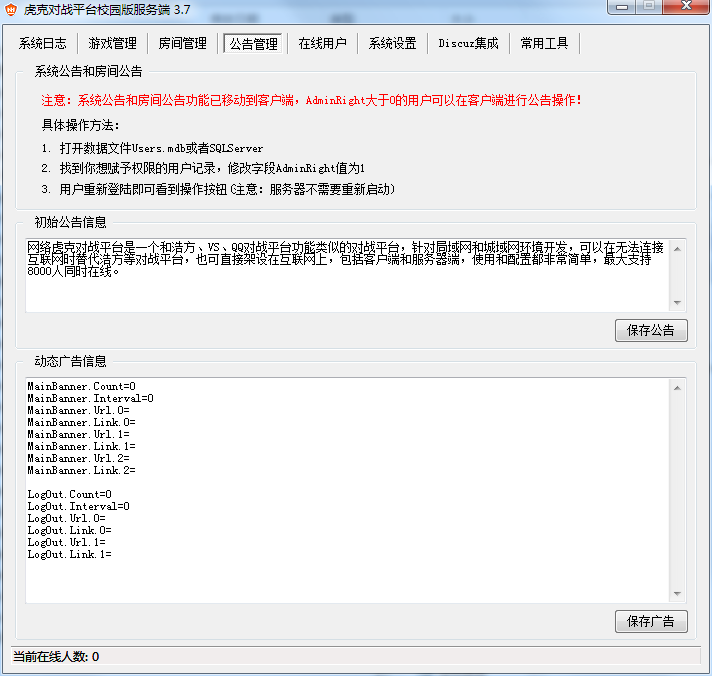 虎克对战平台校园版服务端 3.7
系统日志 游戏管理 房间管理 公告管理 在线用户 系统设置 Discuz集成 常用工具
系统公告和房间公告
注意：系统公告和房间公告功能已移动到客户端，AdminRight大于0的用户可以在客户端进行公告操作！
具体操作方法：
1. 打开数据文件Users.mdb或者SQLServer
2. 找到你想赋予权限的用户记录，修改字段AdminRight值为1
3. 用户重新登陆即可看到操作按钮(注意：服务器不需要重新启动)
初始公告信息
网络虎克对战平台是一个和浩方、VS、QQ对战平台功能类似的对战平台，针对局域网和城域网环境开发，可以在无法连接
互联网时替代浩方等对战平台，也可直接架设在互联网上，包括客户端和服务器端，使用和配置都非常简单，最大支持
8000人同时在线。
保存公告
动态广告信息
MainBanner.Count=0
MainBanner.Interval=0
MainBanner.Url.0=
MainBanner.Link.0=
MainBanner.Url.1=
MainBanner.Link.1=
MainBanner.Url.2=
MainBanner.Link.2=
LogOut.Count=0
LogOut.Interval=0
LogOut.Url.0=
LogOut.Link.0=
LogOut.Url.1=
LogOut.Link.1=
保存广告
当前在线人数: 0